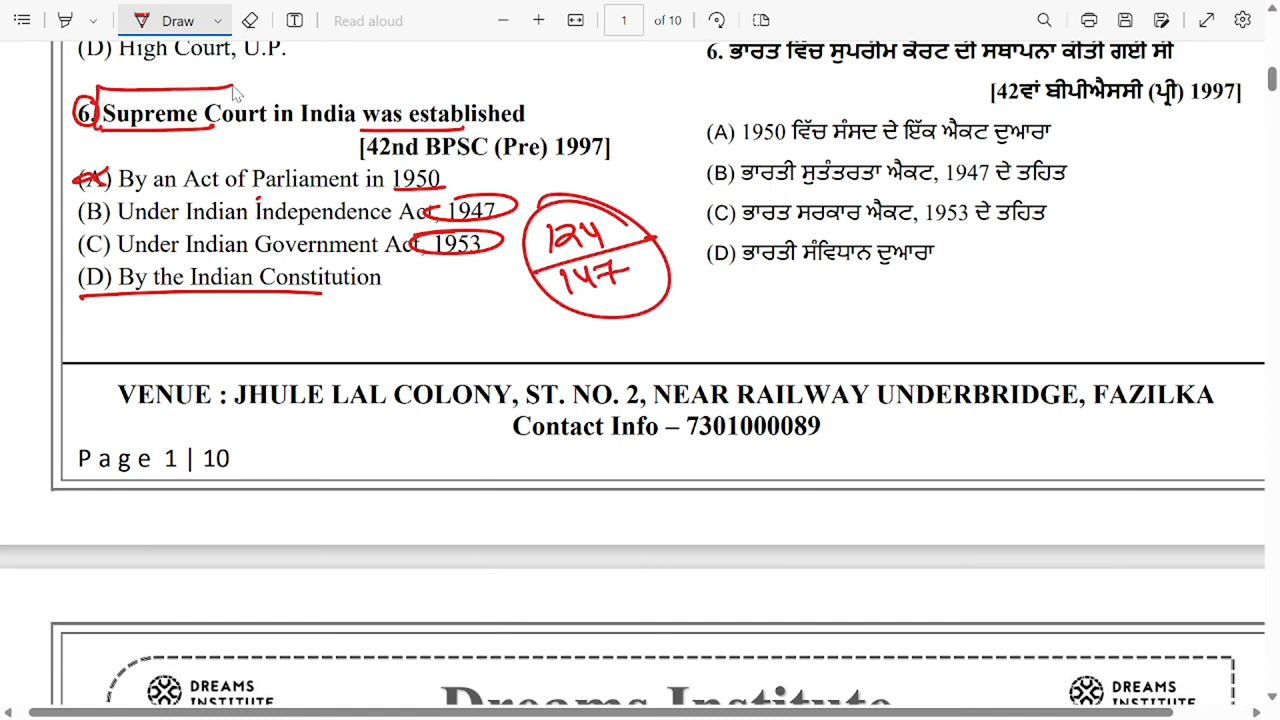 Draw
Read aloud
1 of 10
(D) High Court, U.P.
6. Supreme Court in India was established
[42nd BPSC (Pre) 1997]
(A) By an Act of Parliament in 1950
(B) Under Indian Independence Act, 1947
(C) Under Indian Government Act, 1953
(D) By the Indian Constitution
124
147
6. ਭਾਰਤ ਵਿੱਚ ਸੁਪਰੀਮ ਕੋਰਟ ਦੀ ਸਥਾਪਨਾ ਕੀਤੀ ਗਈ ਸੀ
[42ਵਾਂ ਬੀਪੀਐਸਸੀ (ਪ੍ਰੀ) 1997]
(A) 1950 ਵਿੱਚ ਸੰਸਦ ਦੇ ਇੱਕ ਐਕਟ ਦੁਆਰਾ
(B) ਭਾਰਤੀ ਸੁਤੰਤਰਤਾ ਐਕਟ, 1947 ਦੇ ਤਹਿਤ
(C) ਭਾਰਤ ਸਰਕਾਰ ਐਕਟ, 1953 ਦੇ ਤਹਿਤ
(D) ਭਾਰਤੀ ਸੰਵਿਧਾਨ ਦੁਆਰਾ
VENUE : JHULE LAL COLONY, ST. NO. 2, NEAR RAILWAY UNDERBRIDGE, FAZILKA
Contact Info – 7301000089
Page 1 | 10
DREAMS
INSTITUTE
Dreams Institute
DREAMS
INSTITUTE